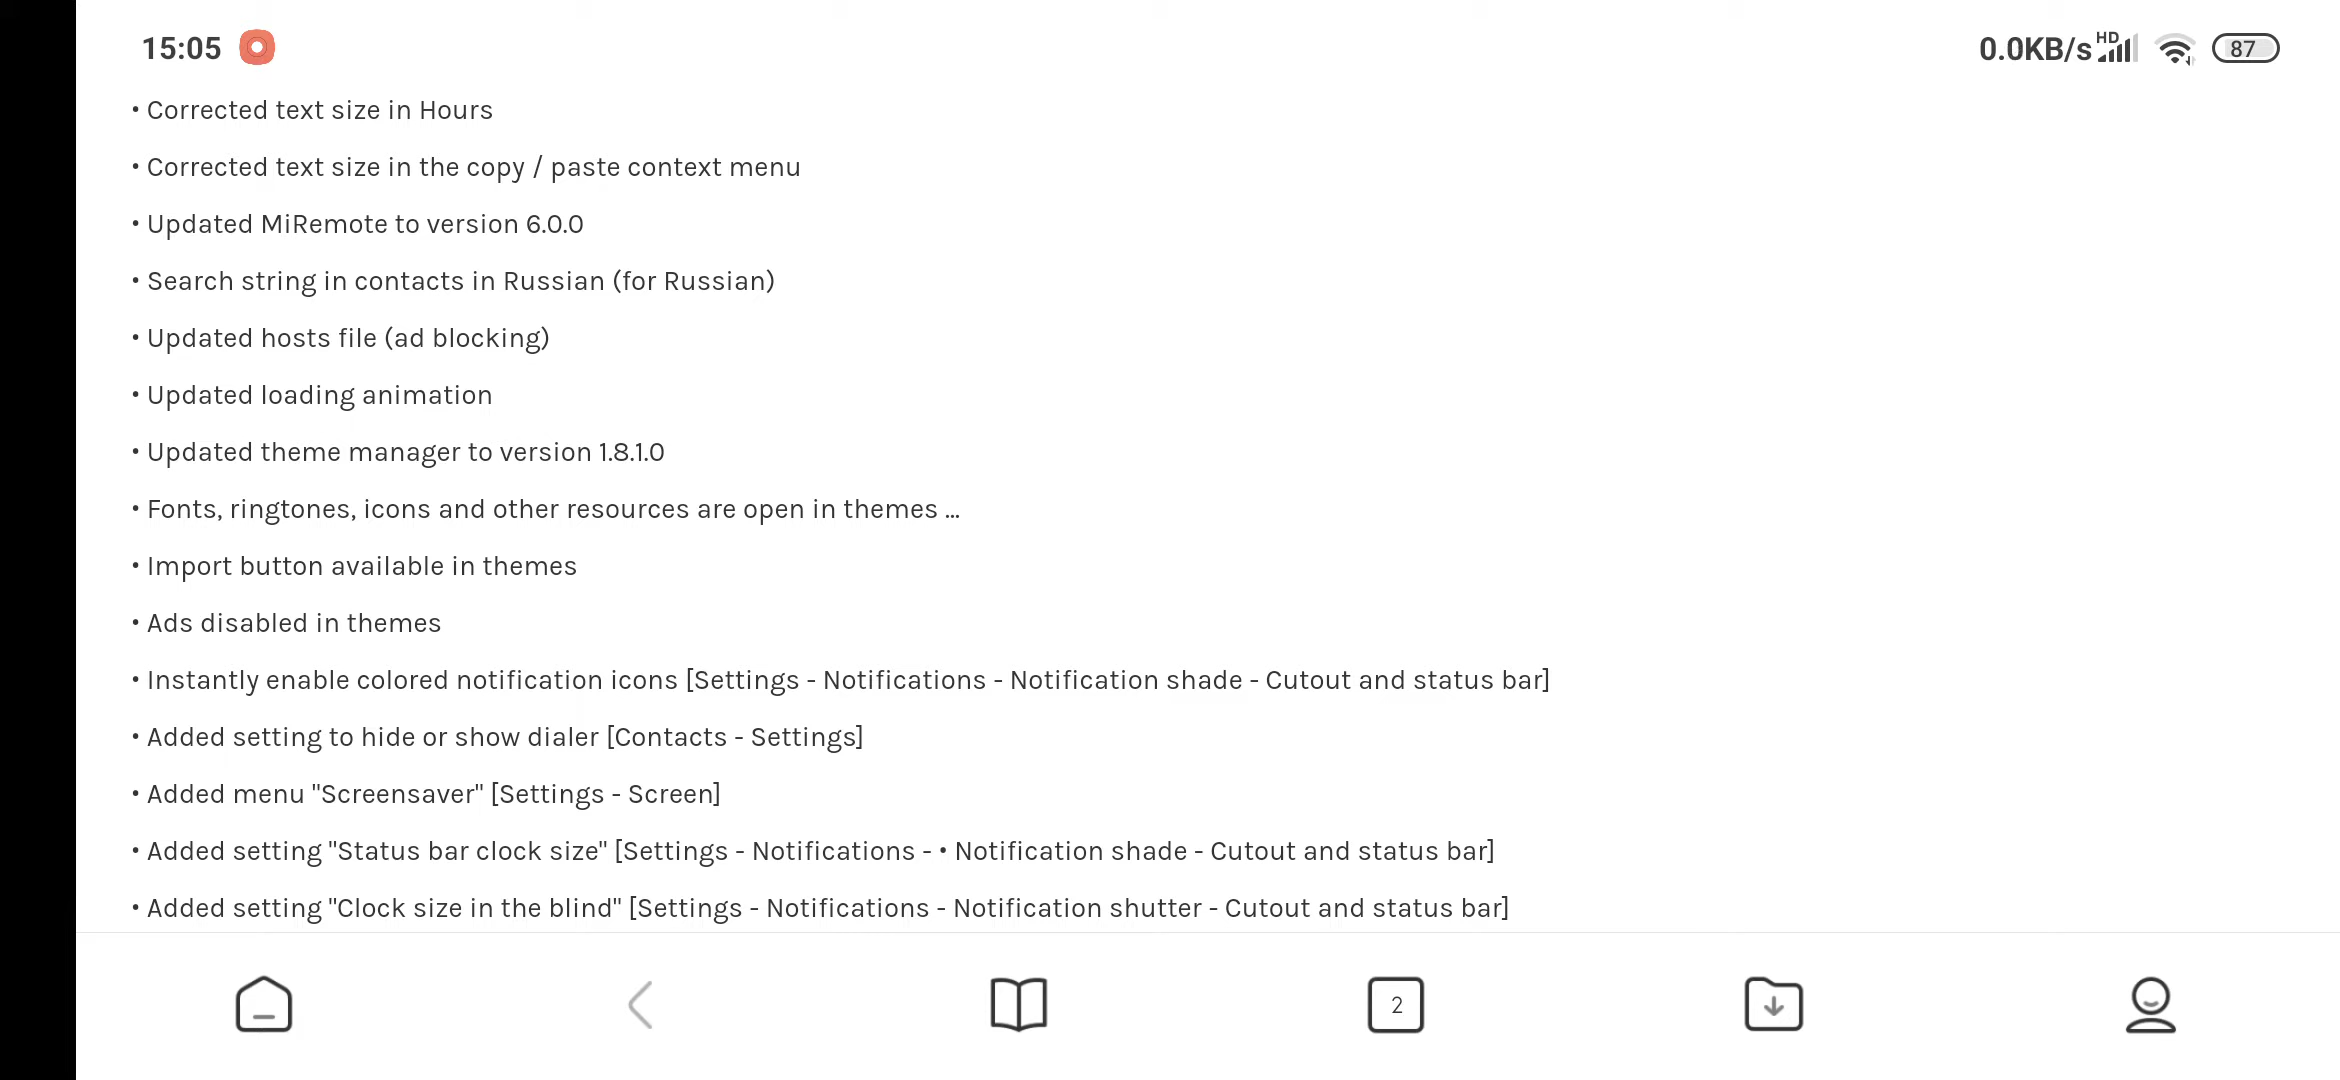 15:05
0.0KB/s HD 87
• Corrected text size in Hours
• Corrected text size in the copy / paste context menu
• Updated MiRemote to version 6.0.0
• Search string in contacts in Russian (for Russian)
• Updated hosts file (ad blocking)
• Updated loading animation
• Updated theme manager to version 1.8.1.0
• Fonts, ringtones, icons and other resources are open in themes ...
• Import button available in themes
• Ads disabled in themes
• Instantly enable colored notification icons [Settings - Notifications - Notification shade - Cutout and status bar]
• Added setting to hide or show dialer [Contacts - Settings]
• Added menu "Screensaver" [Settings - Screen]
• Added setting "Status bar clock size" [Settings - Notifications - • Notification shade - Cutout and status bar]
• Added setting "Clock size in the blind" [Settings - Notifications - Notification shutter - Cutout and status bar]
2